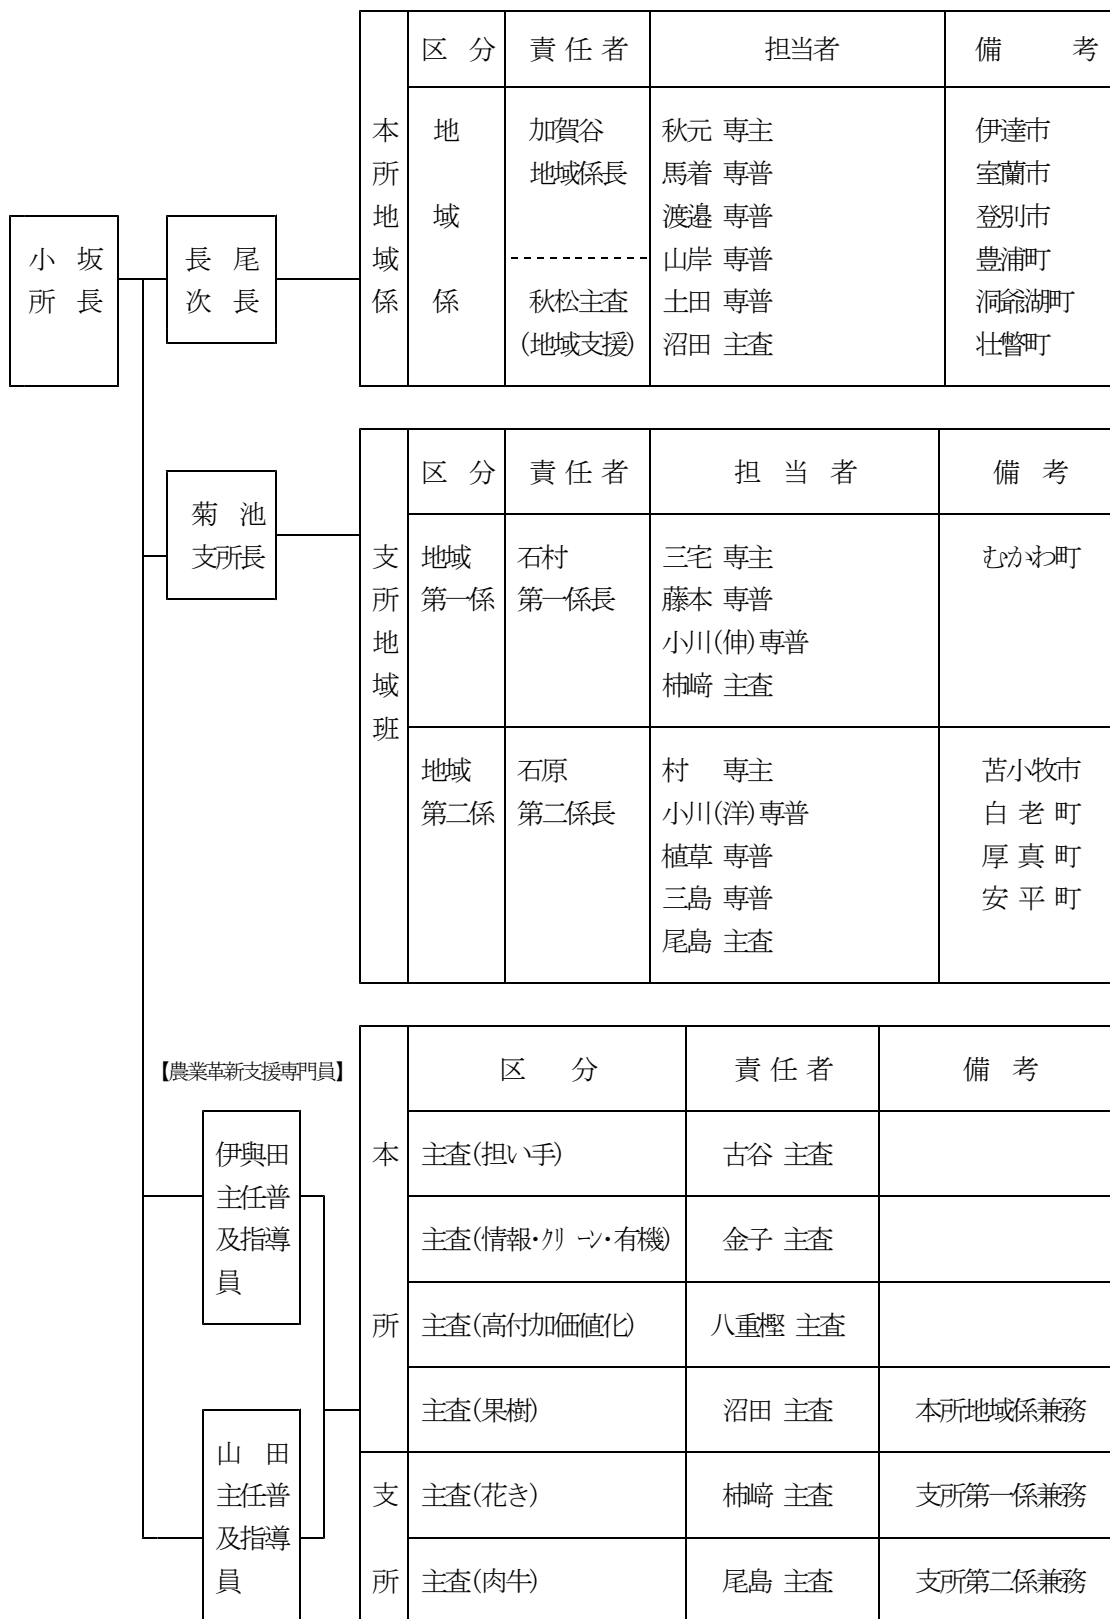 区 分 責任者 担当者 備 考
本所地域係
地域係
加賀谷
地域係長
秋松主査
(地域支援)
秋元 専主
馬着 専普
渡邉 専普
山岸 専普
土田 専普
沼田 主査
伊達市
室蘭市
登別市
豊浦町
洞爺湖町
壮瞥町
小坂
所長
長尾
次長
菊池
支所長
区 分 責任者 担当者 備 考
支所地域班
地域
第一係
石村
第一係長
三宅 専主
藤本 専普
小川(伸)専普
柿﨑 主査
むかわ町
地域
第二係
石原
第二係長
村 専主
小川(洋)専普
植草 専普
三島 専普
尾島 主査
苫小牧市
白老町
厚真町
安平町
【農業革新支援専門員】
伊與田
主任普
及指導
員
山田
主任普
及指導
員
区 分 責任者 備 考
本所
主査(担い手) 古谷 主査
主査(情報・クリーン・有機) 金子 主査
主査(高付加価値化) 八重樫 主査
主査(果樹) 沼田 主査 本所地域係兼務
支所
主査(花き) 柿﨑 主査 支所第一係兼務
主査(肉牛) 尾島 主査 支所第二係兼務